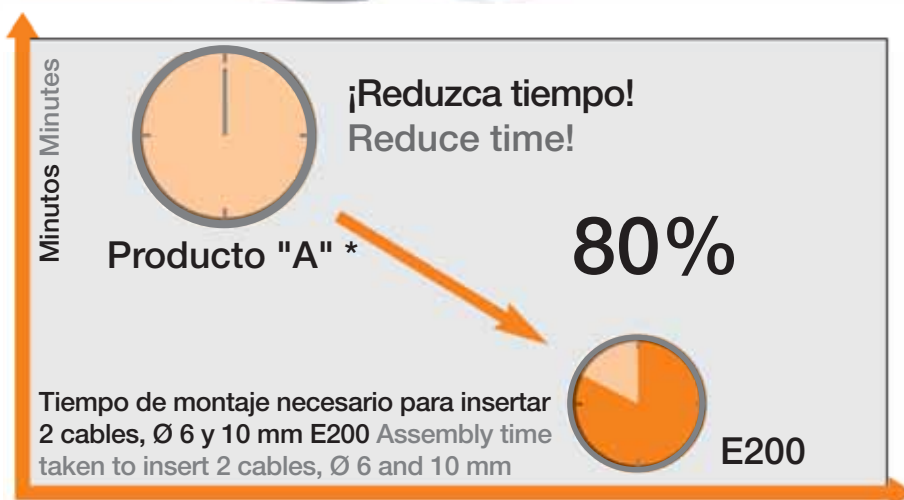 Minutos Minutes
¡Reduzca tiempo!
Reduce time!
Producto "A" *
80%
Tiempo de montaje necesario para insertar
2 cables, Ø 6 y 10 mm E200 Assembly time
taken to insert 2 cables, Ø 6 and 10 mm
E200